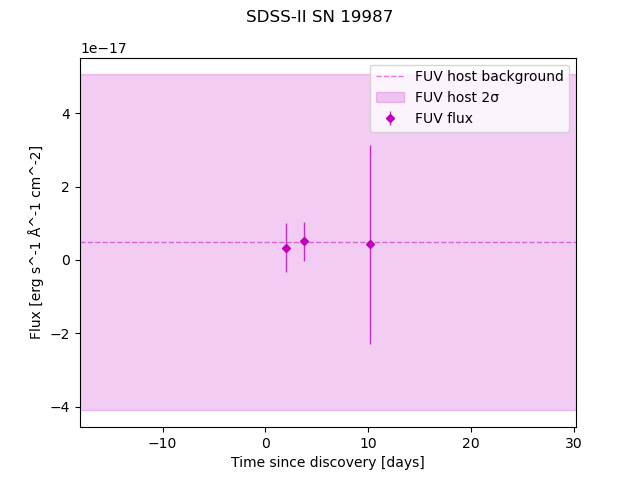 SDSS-II SN 19987
1e−17
FUV host background
FUV host 2σ
FUV flux
4
2
0
−2
−4
Flux [erg s^-1 Å^-1 cm^-2]
−10
0
10
20
30
Time since discovery [days]